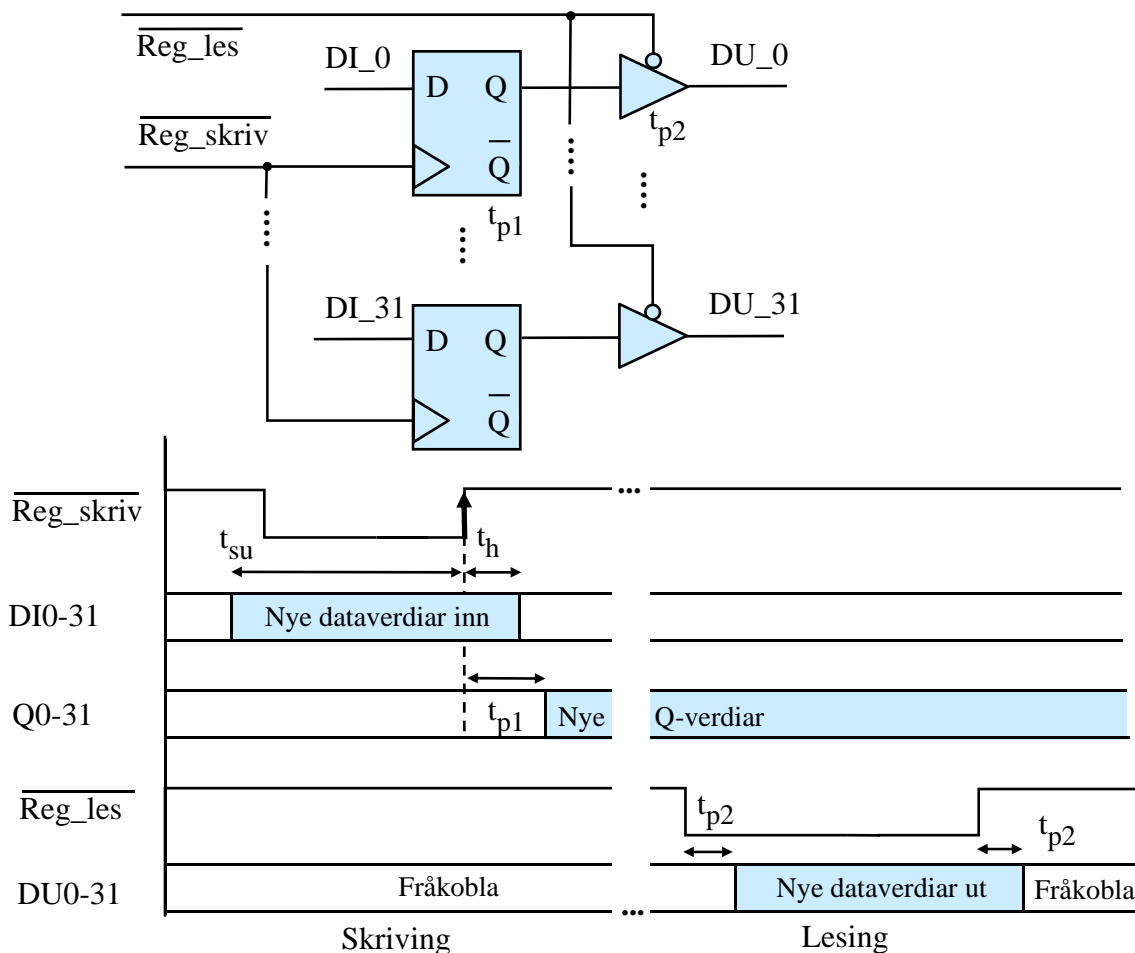 Reg_les
DI_0
DU_0
D Q
Reg_skriv
t_p2
Q
t_p1
DI_31
DU_31
D Q
Q
Reg_skriv
...
t_su
t_h
DI0-31
Nye dataverdiar inn
Q0-31
t_p1
Nye
Q-verdiar
Reg_les
t_p2
t_p2
DU0-31
Fråkobla
...
Nye dataverdiar ut
Fråkobla
Skriving
Lesing